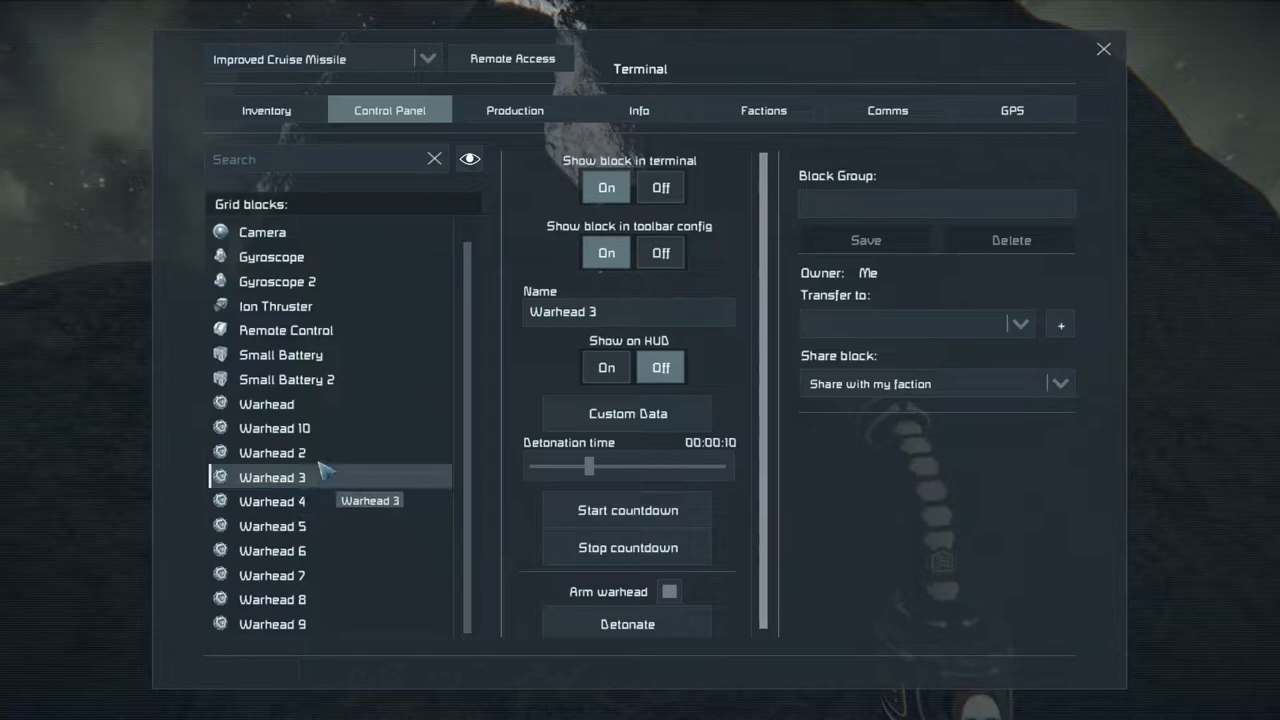 Improved Cruise Missile
Remote Access
Terminal
Inventory
Control Panel
Production
Info
Factions
Comms
GPS
Search
Grid blocks:
Camera
Gyroscope
Gyroscope 2
Ion Thruster
Remote Control
Small Battery
Small Battery 2
Warhead
Warhead 10
Warhead 2
Warhead 3
Warhead 4
Warhead 3
Warhead 5
Warhead 6
Warhead 7
Warhead 8
Warhead 9
Show block in terminal
On Off
Show block in toolbar config
On Off
Name
Warhead 3
Show on HUD
On Off
Custom Data
Detonation time 00:00:10
Start countdown
Stop countdown
Arm warhead
Detonate
Block Group:
Save Delete
Owner: Me
Transfer to:
+
Share block:
Share with my faction